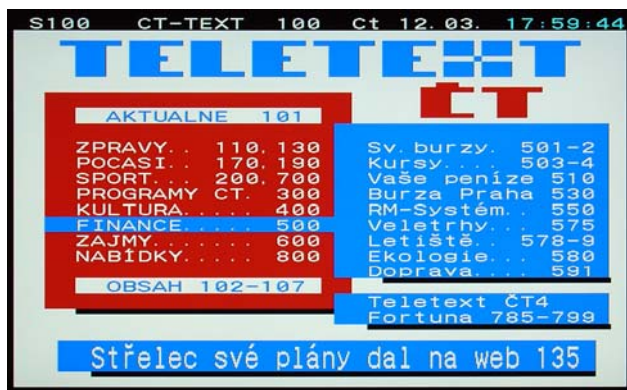 S100 CT-TEXT 100 Ct 12.03. 17:59:44
TELETEXT
ČT
AKTUALNE 101
ZPRAVY.. 110,130
POCASI.. 170,190
SPORT... 200,700
PROGRAMY CT. 300
KULTURA..... 400
FINANCE..... 500
ZAJMY....... 600
NABÍDKY..... 800
OBSAH 102-107
Sv.burzy. 501-2
Kursy.... 503-4
Vaše peníze 510
Burza Praha 530
RM-Systém.. 550
Veletrhy... 575
Letiště.. 578-9
Ekologie... 580
Doprava.... 591
Teletext ČT4
Fortuna 785-799
Střelec své plány dal na web 135